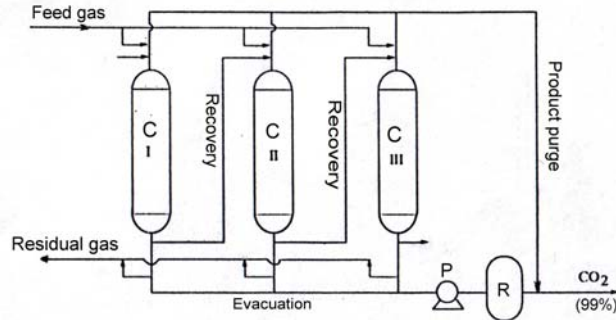 Feed gas
C
I
Recovery
C
II
Recovery
C
III
Product purge
Residual gas
Evacuation
P
R
CO2
(99%)